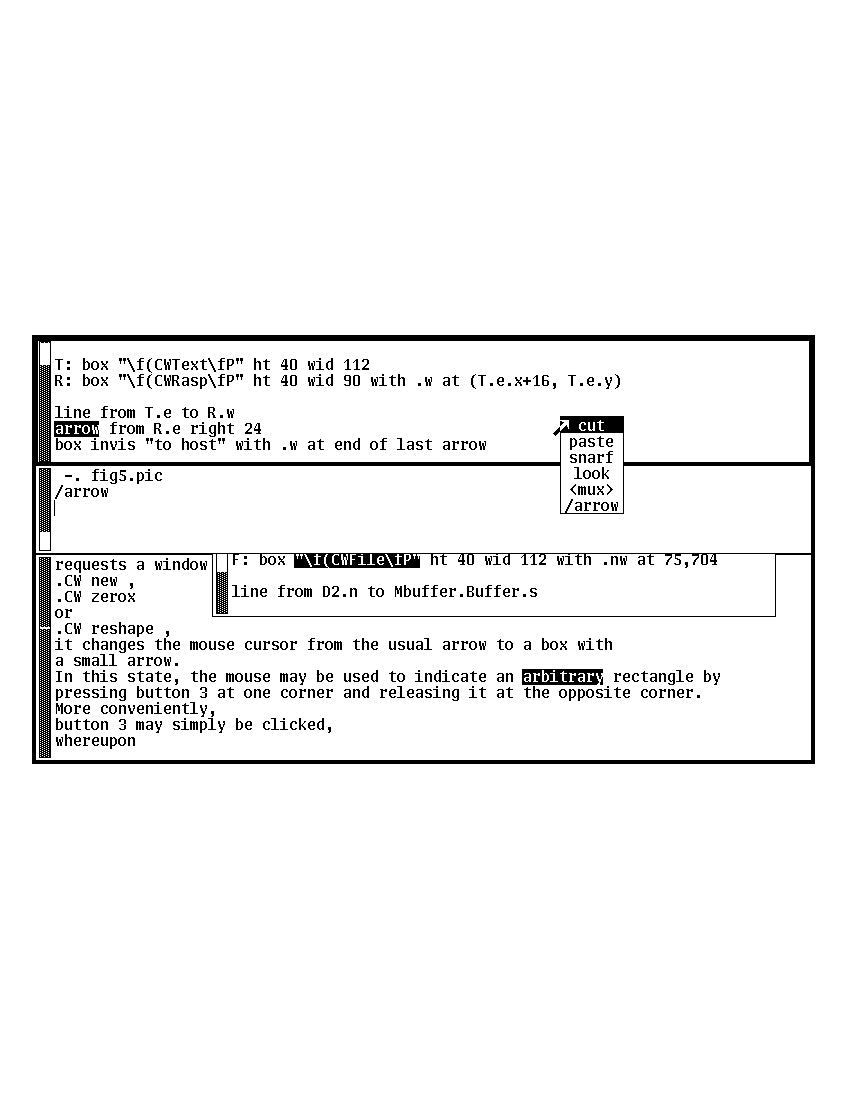 T: box "\f(CWText\fP" ht 40 wid 112
R: box "\f(CWRasp\fP" ht 40 wid 90 with .w at (T.e.x+16, T.e.y)
line from T.e to R.w
arrow from R.e right 24
box invis "to host" with .w at end of last arrow
cut
paste
snarf
look
<mux>
/arrow
-. fig5.pic
/arrow
F: box "\f(CWFile\fP" ht 40 wid 112 with .nw at 75,704
line from D2.n to Mbuffer.Buffer.s
requests a window
.CW new ,
.CW zerox
or
.CW reshape ,
it changes the mouse cursor from the usual arrow to a box with
a small arrow.
In this state, the mouse may be used to indicate an arbitrary rectangle by
pressing button 3 at one corner and releasing it at the opposite corner.
More conveniently,
button 3 may simply be clicked,
whereupon